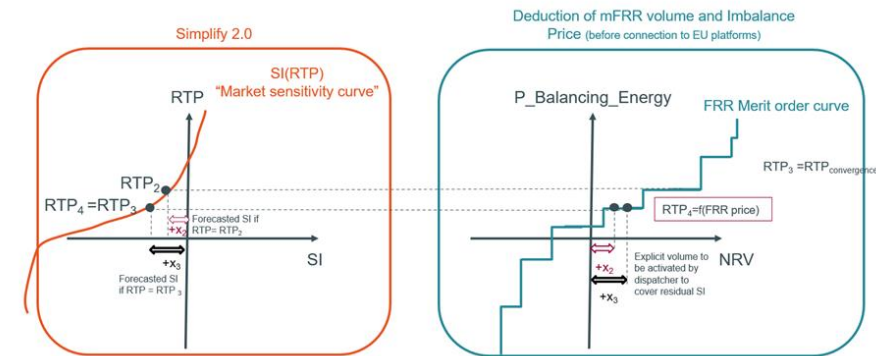 Simplify 2.0
SI(RTP)
“Market sensitivity curve”
RTP
RTP2
RTP4 =RTP3
Forecasted SI if
RTP= RTP2
+x2
SI
+x3
Forecasted SI
if RTP = RTP 3
Deduction of mFRR volume and Imbalance
Price (before connection to EU platforms)
P_Balancing_Energy
FRR Merit order curve
RTP3 =RTPconvergence
RTP4=f(FRR price)
NRV
+x2
Explicit volume to
be activated by
dispatcher to
cover residual SI
+x3